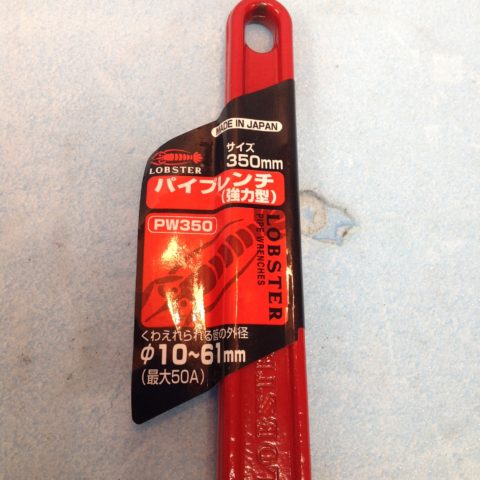 MADE IN JAPAN
LOBSTER
サイズ
350mm
パイプレンチ
(強力型)
PW350
LOBSTER
PIPE WRENCHES
くわえられる管の外径
φ10~61mm
(最大50A)
LOBSTER